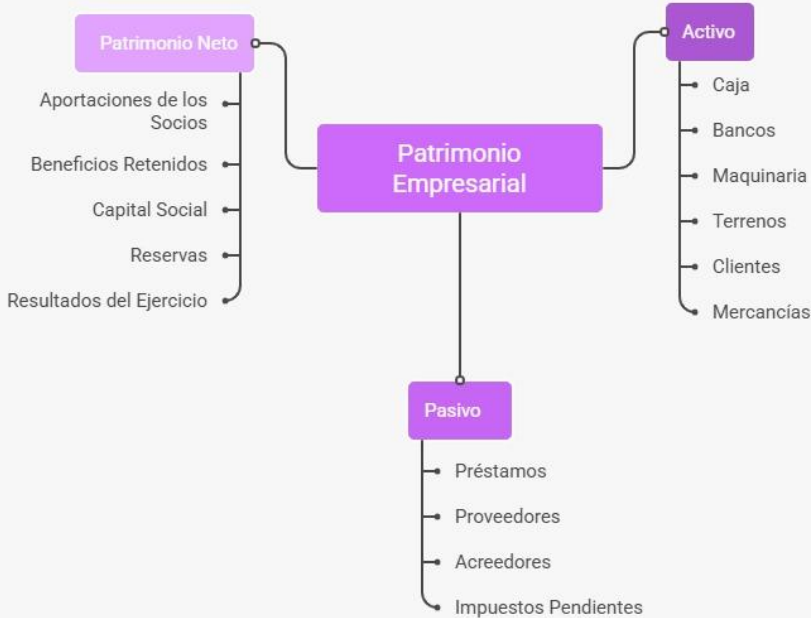 Patrimonio Neto
Aportaciones de los
Socios
Beneficios Retenidos
Capital Social
Reservas
Resultados del Ejercicio
Patrimonio
Empresarial
Activo
Caja
Bancos
Maquinaria
Terrenos
Clientes
Mercancías
Pasivo
Préstamos
Proveedores
Acreedores
Impuestos Pendientes